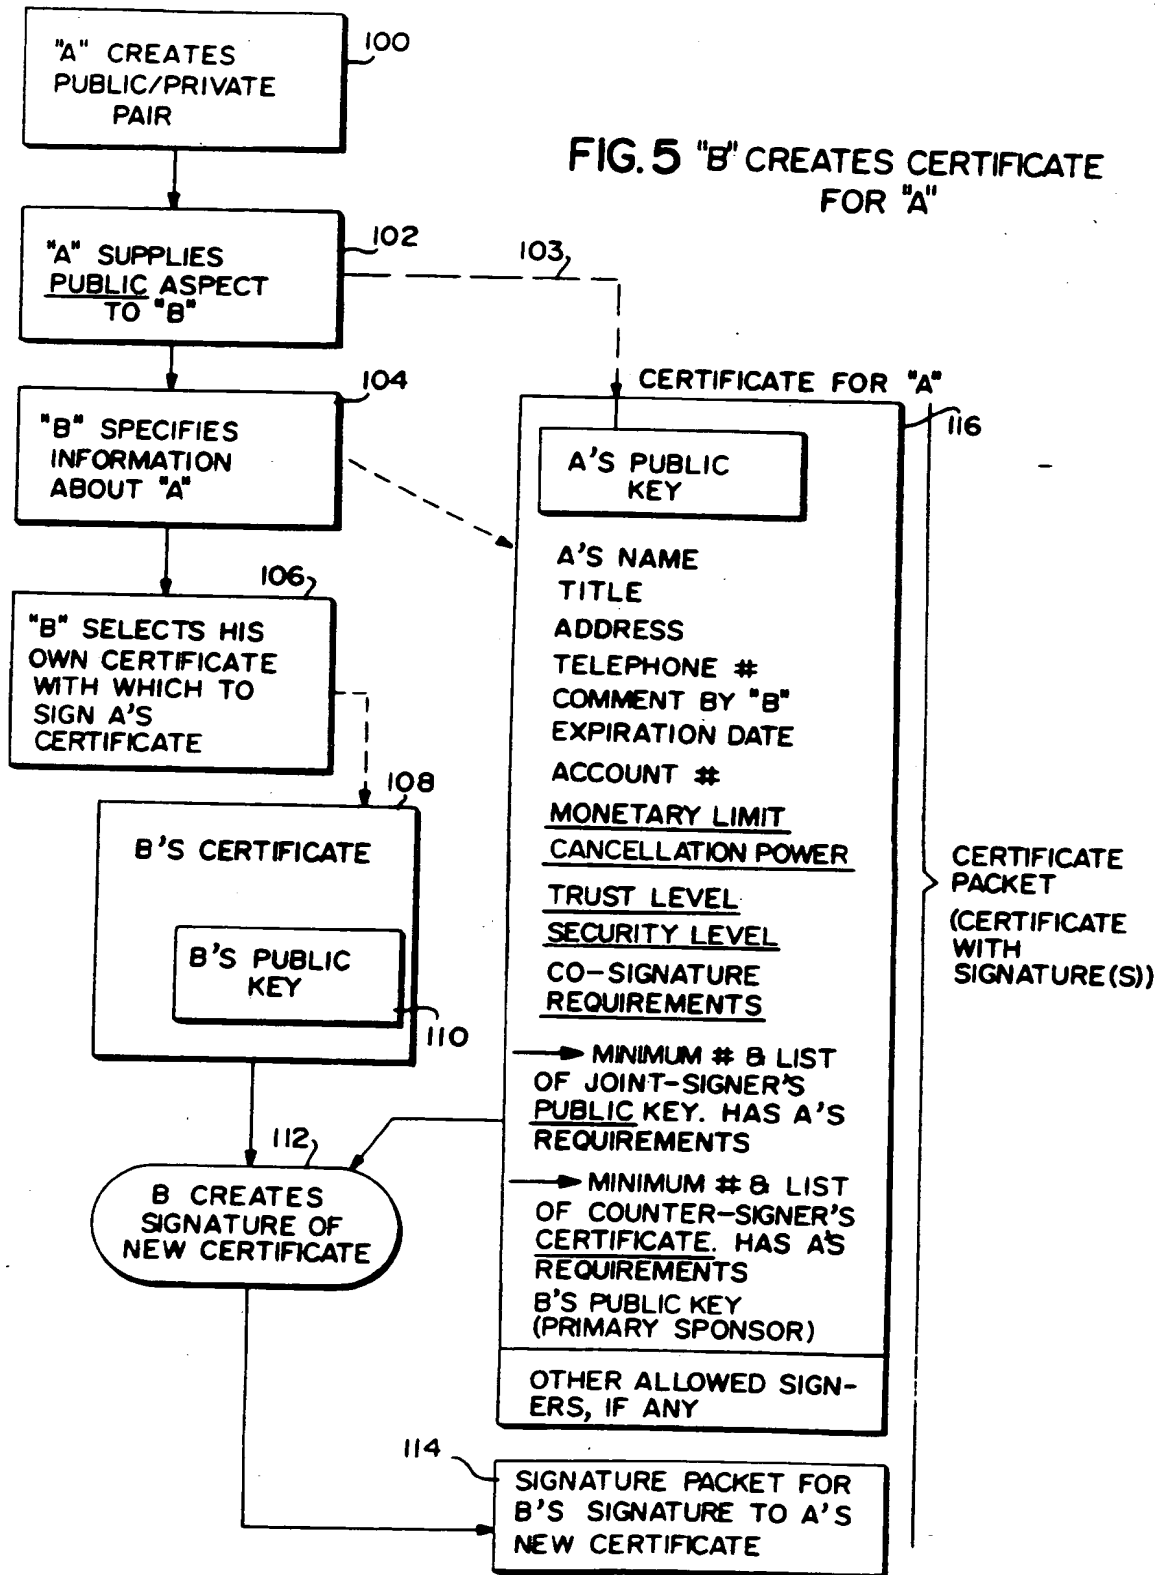 "A" CREATES
PUBLIC/PRIVATE
PAIR
100
FIG. 5 "B" CREATES CERTIFICATE
FOR "A"
"A" SUPPLIES
PUBLIC ASPECT
TO "B"
102
103
"B" SPECIFIES
INFORMATION
ABOUT "A"
104
"B" SELECTS HIS
OWN CERTIFICATE
WITH WHICH TO
SIGN A'S
CERTIFICATE
106
108
B'S CERTIFICATE
B'S PUBLIC
KEY
110
112
B CREATES
SIGNATURE OF
NEW CERTIFICATE
CERTIFICATE FOR "A"
116
A'S PUBLIC
KEY
A'S NAME
TITLE
ADDRESS
TELEPHONE #
COMMENT BY "B"
EXPIRATION DATE
ACCOUNT #
MONETARY LIMIT
CANCELLATION POWER
TRUST LEVEL
SECURITY LEVEL
CO-SIGNATURE
REQUIREMENTS
MINIMUM # & LIST
OF JOINT-SIGNER'S
PUBLIC KEY. HAS A'S
REQUIREMENTS
MINIMUM # & LIST
OF COUNTER-SIGNER'S
CERTIFICATE. HAS A'S
REQUIREMENTS
B'S PUBLIC KEY
(PRIMARY SPONSOR)
OTHER ALLOWED SIGN-
ERS, IF ANY
CERTIFICATE
PACKET
(CERTIFICATE
WITH
SIGNATURE(S))
114
SIGNATURE PACKET FOR
B'S SIGNATURE TO A'S
NEW CERTIFICATE